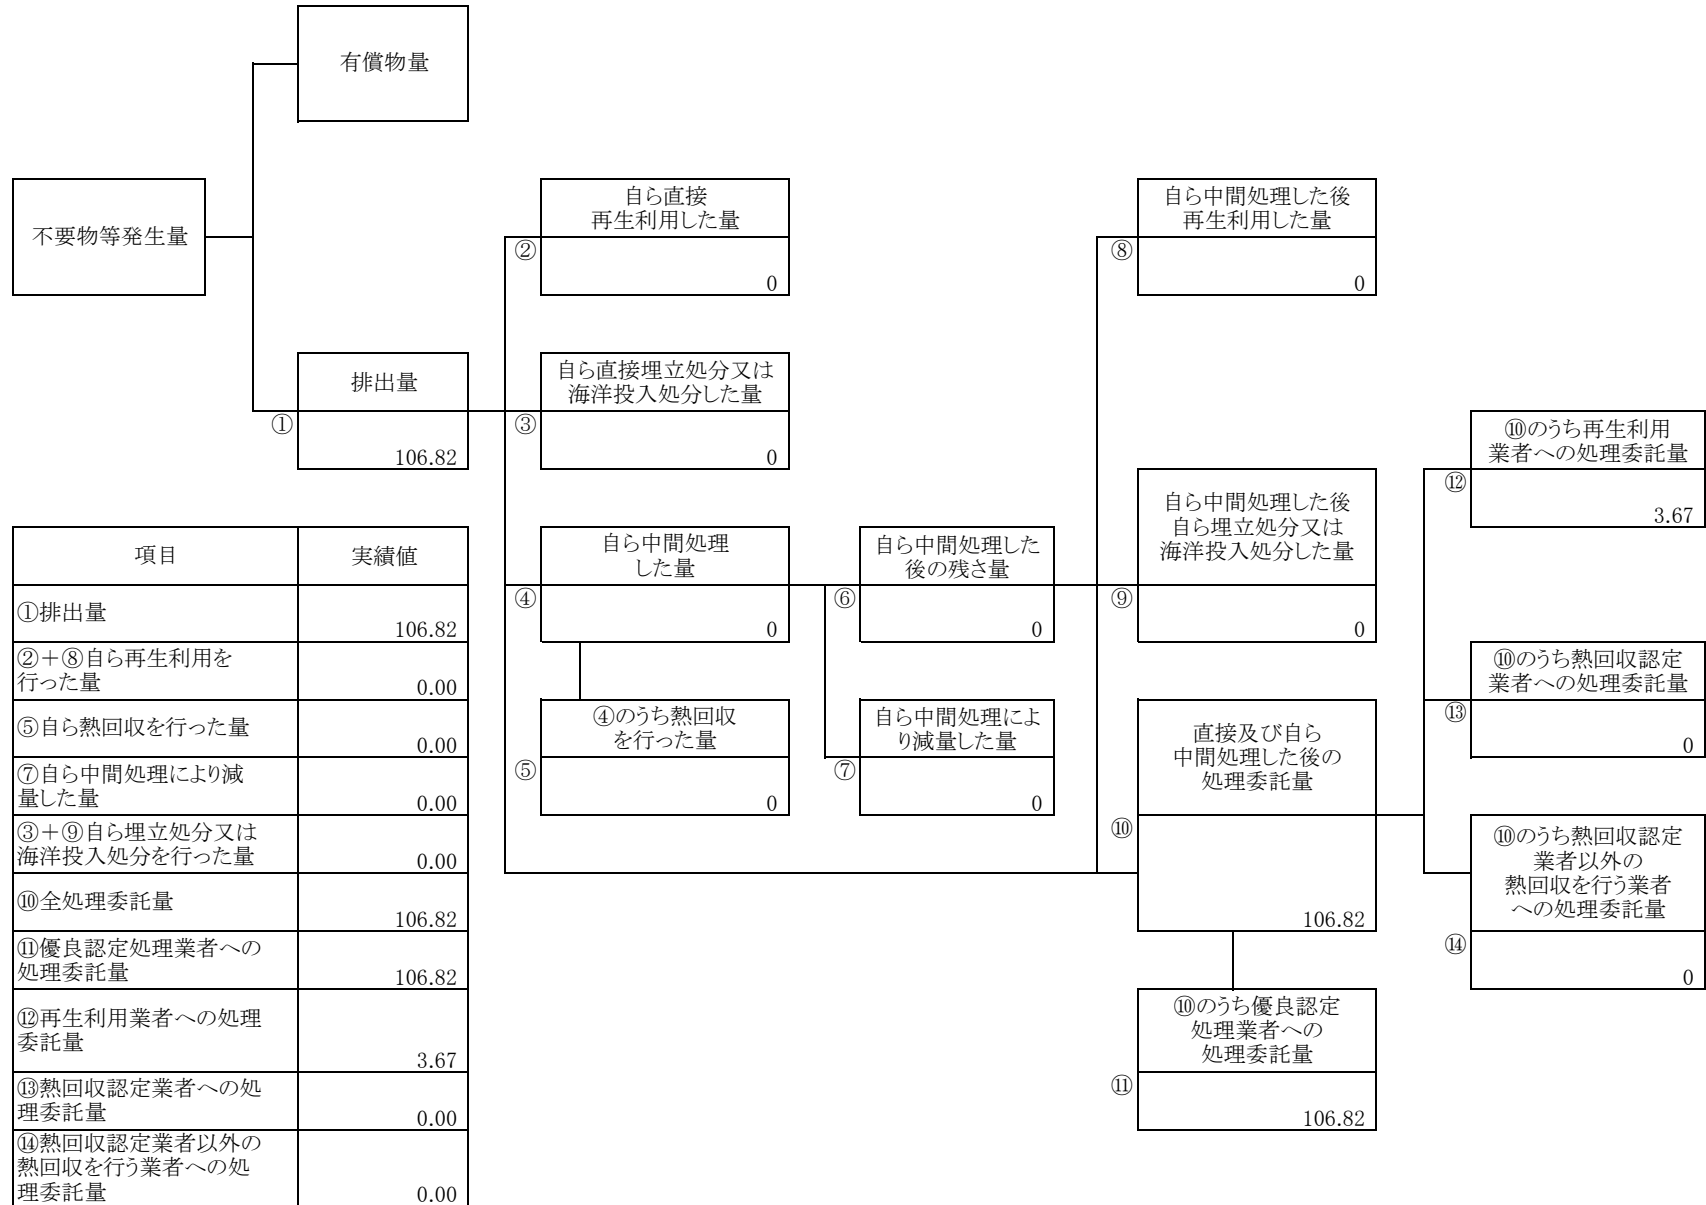 有償物量
不要物等発生量
自ら直接
再生利用した量
②
0
自ら中間処理した後
再生利用した量
⑧
0
排出量
①
106.82
自ら直接埋立処分又は
海洋投入処分した量
③
0
⑩のうち再生利用
業者への処理委託量
⑫
3.67
自ら中間処理
した量
④
0
自ら中間処理した
後の残さ量
⑥
0
自ら中間処理した後
自ら埋立処分又は
海洋投入処分した量
⑨
0
⑩のうち熱回収認定
業者への処理委託量
⑬
0
④のうち熱回収
を行った量
⑤
0
自ら中間処理によ
り減量した量
⑦
0
直接及び自ら
中間処理した後の
処理委託量
⑩
106.82
⑩のうち熱回収認定
業者以外の
熱回収を行う業者
への処理委託量
⑭
0
⑩のうち優良認定
処理業者への
処理委託量
⑪
106.82
項目 実績値
①排出量 106.82
②＋⑧自ら再生利用を
行った量 0.00
⑤自ら熱回収を行った量 0.00
⑦自ら中間処理により減
量した量 0.00
③＋⑨自ら埋立処分又は
海洋投入処分を行った量 0.00
⑩全処理委託量 106.82
⑪優良認定処理業者への
処理委託量 106.82
⑫再生利用業者への処理
委託量 3.67
⑬熱回収認定業者への処
理委託量 0.00
⑭熱回収認定業者以外の
熱回収を行う業者への処
理委託量 0.00